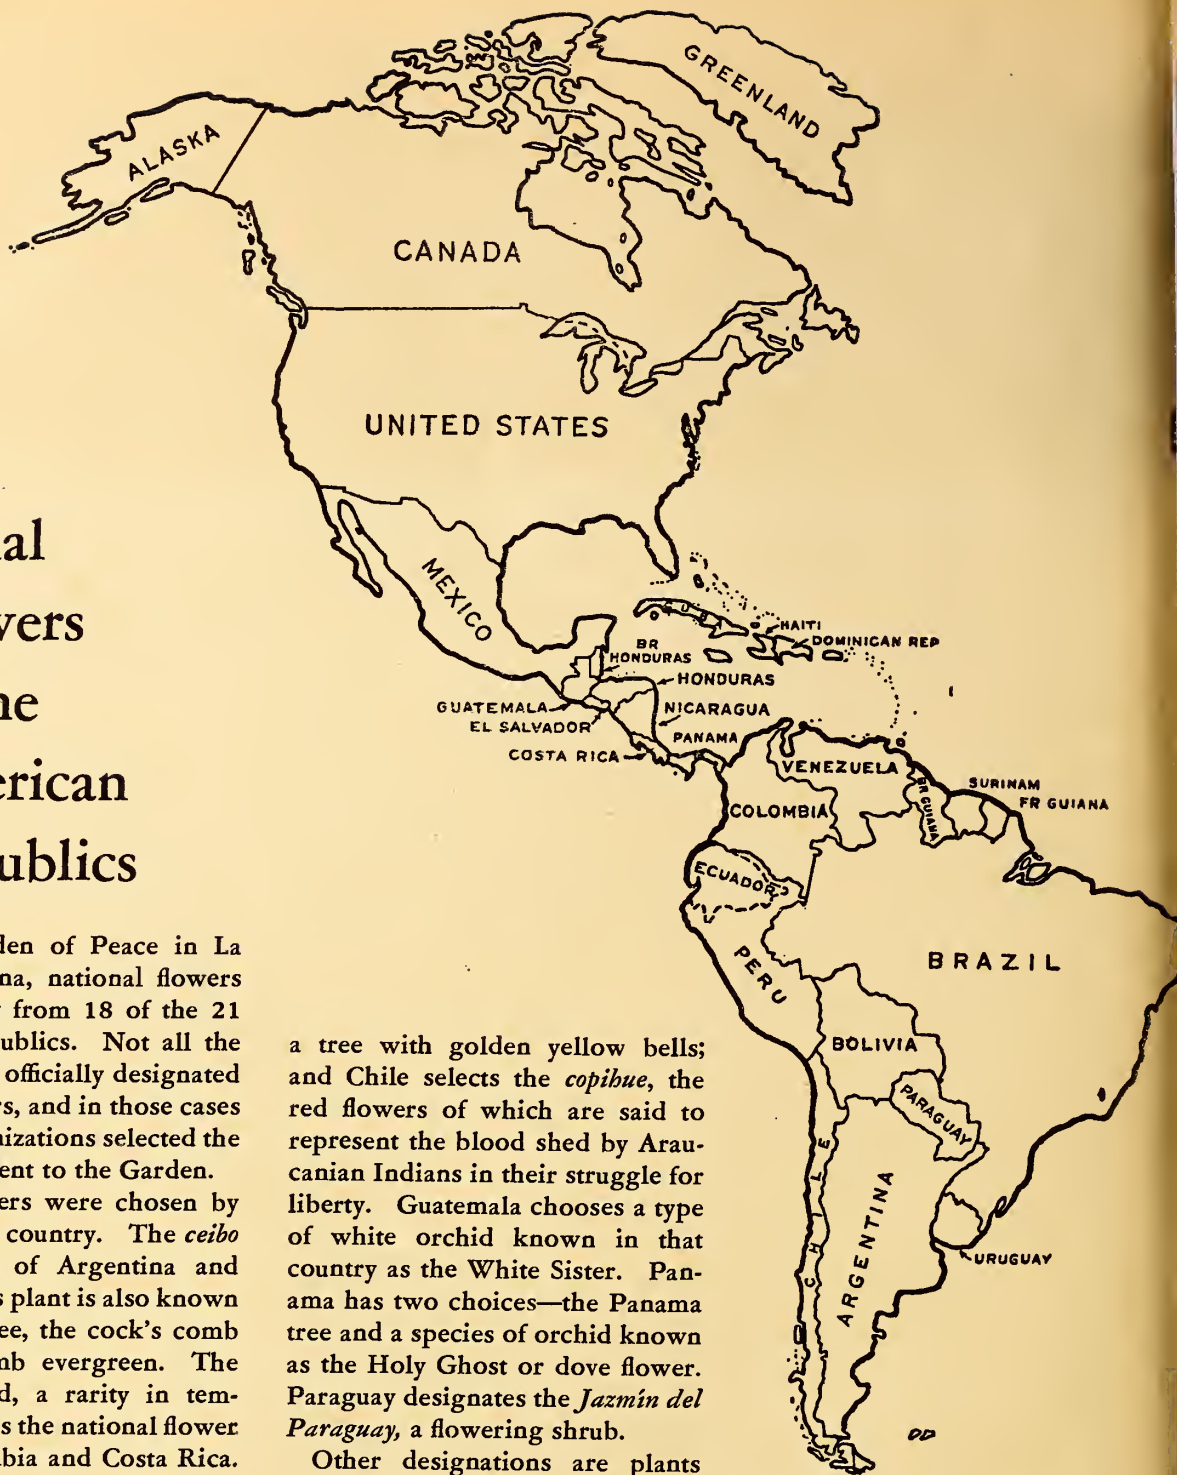 GREENLAND
ALASKA
CANADA
UNITED STATES
MEXICO
CUBA
HAITI
DOMINICAN REP
BR
HONDURAS
HONDURAS
GUATEMALA
NICARAGUA
EL SALVADOR
PANAMA
COSTA RICA
VENEZUELA
SURINAM
FR GUIANA
BR GUIANA
COLOMBIA
ECUADOR
PERU
BRAZIL
BOLIVIA
PARAGUAY
CHILE
ARGENTINA
URUGUAY
al
vers
ne
erican
ublics
den of Peace in La
na, national flowers
from 18 of the 21
ublics. Not all the
officially designated
s, and in those cases
nizations selected the
ent to the Garden.
ers were chosen by
country. The ceibo
of Argentina and
s plant is also known
ee, the cock's comb
mb evergreen. The
d, a rarity in tem-
s the national flower
bia and Costa Rica.
a tree with golden yellow bells;
and Chile selects the copihue, the
red flowers of which are said to
represent the blood shed by Arau-
canian Indians in their struggle for
liberty. Guatemala chooses a type
of white orchid known in that
country as the White Sister. Pan-
ama has two choices—the Panama
tree and a species of orchid known
as the Holy Ghost or dove flower.
Paraguay designates the Jazmín del
Paraguay, a flowering shrub.
Other designations are plants